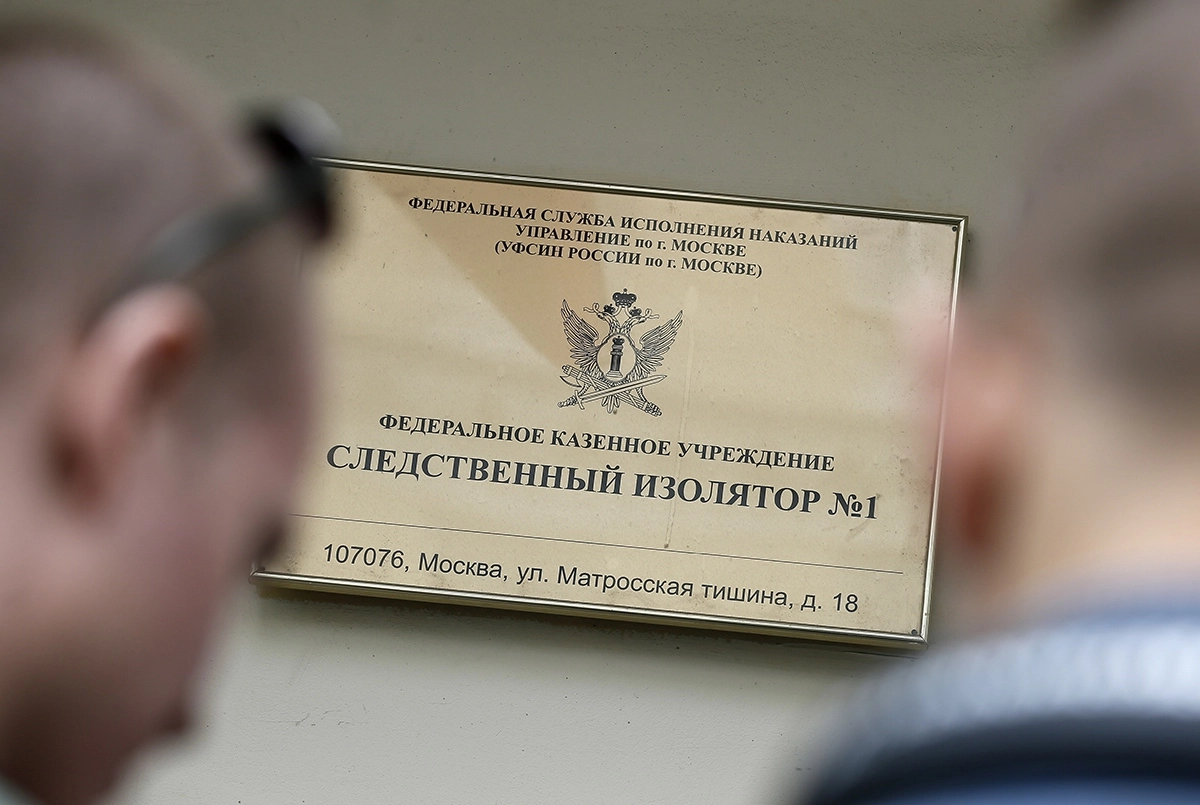 ФЕДЕРАЛЬНАЯ СЛУЖБА ИСПОЛНЕНИЯ НАКАЗАНИЙ
УПРАВЛЕНИЕ по г. МОСКВЕ
(УФСИН РОССИИ по г. МОСКВЕ)
ФЕДЕРАЛЬНОЕ КАЗЕННОЕ УЧРЕЖДЕНИЕ
СЛЕДСТВЕННЫЙ ИЗОЛЯТОР №1
107076, Москва, ул. Матросская тишина, д. 18